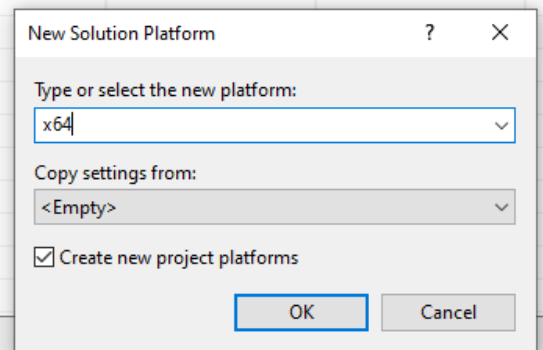 New Solution Platform
Type or select the new platform:
x64
Copy settings from:
<Empty>
Create new project platforms
OK Cancel